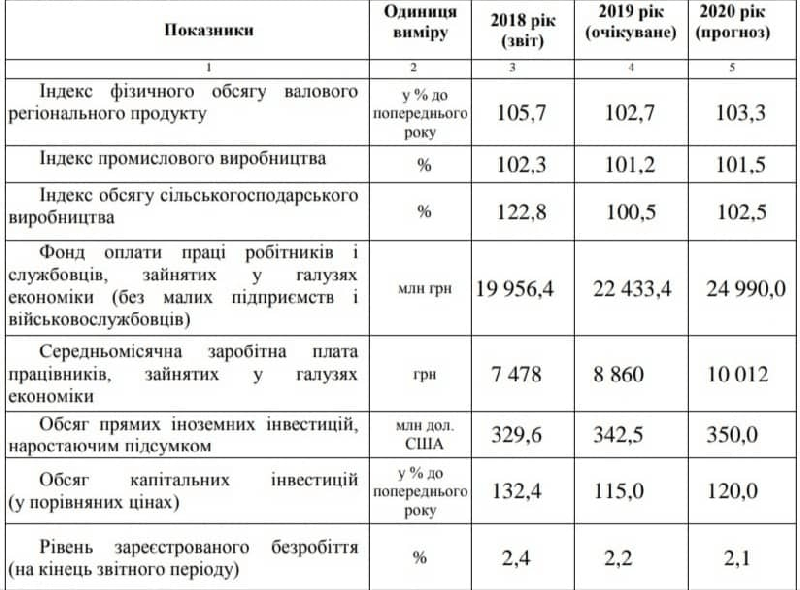 Показники
Одиниця
виміру
2018 рік
(звіт)
2019 рік
(очікуване)
2020 рік
(прогноз)
1
2
3
4
5
Індекс фізичного обсягу валового
регіонального продукту
у % до
попереднього
року
105,7
102,7
103,3
Індекс промислового виробництва
%
102,3
101,2
101,5
Індекс обсягу сільськогосподарського
виробництва
%
122,8
100,5
102,5
Фонд оплати праці робітників і
службовців, зайнятих у галузях
економіки (без малих підприємств і
військовослужбовців)
млн грн
19 956,4
22 433,4
24 990,0
Середньомісячна заробітна плата
працівників, зайнятих у галузях
економіки
грн
7 478
8 860
10 012
Обсяг прямих іноземних інвестицій,
наростаючим підсумком
млн дол.
США
329,6
342,5
350,0
Обсяг капітальних інвестицій
(у порівняних цінах)
у % до
попереднього
року
132,4
115,0
120,0
Рівень зареєстрованого безробіття
(на кінець звітного періоду)
%
2,4
2,2
2,1